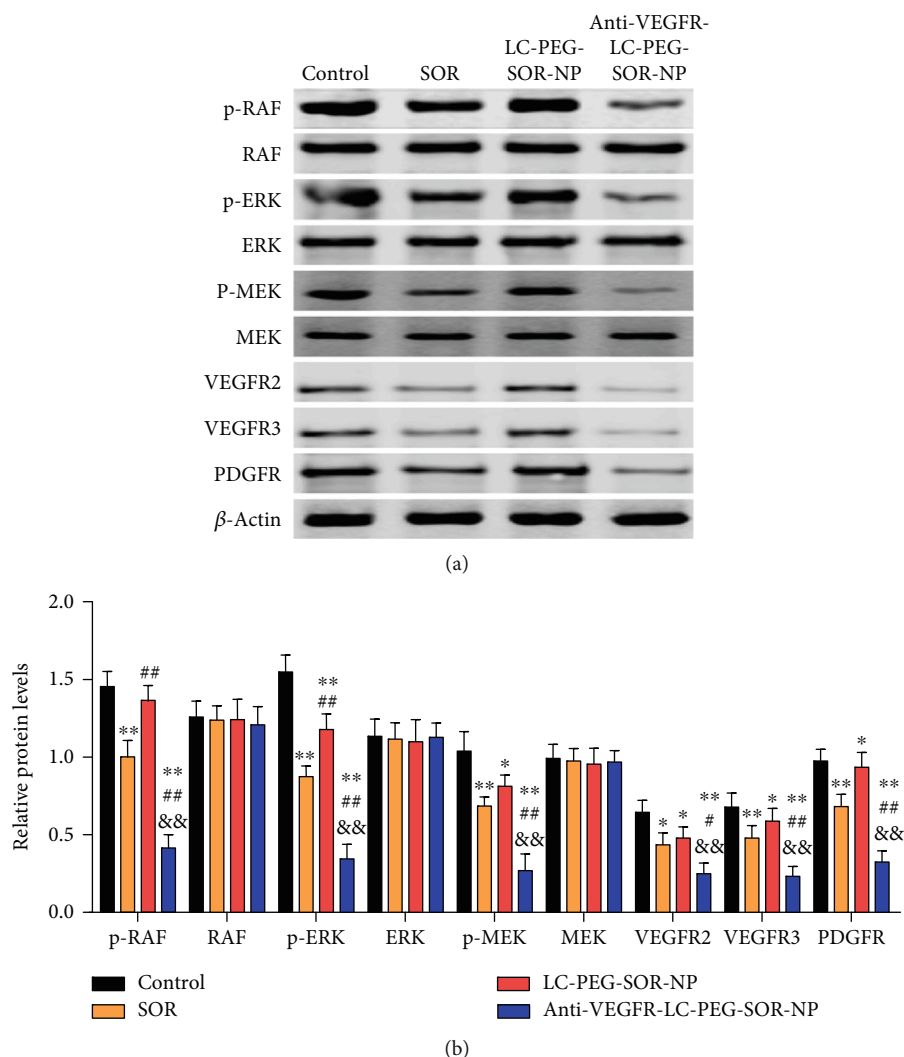 Control
SOR
LC-PEG-
SOR-NP
Anti-VEGFR-
LC-PEG-
SOR-NP
p-RAF
RAF
p-ERK
ERK
P-MEK
MEK
VEGFR2
VEGFR3
PDGFR
β-Actin
(a)
Relative protein levels
2.0
1.5
1.0
0.5
0.0
**
##
**
##
&&
**
**
##
**
##
&&
**
*
**
##
&&
*
*
**
#
&&
**
*
**
##
&&
**
*
**
##
&&
p-RAF RAF p-ERK ERK p-MEK MEK VEGFR2 VEGFR3 PDGFR
Control
SOR
LC-PEG-SOR-NP
Anti-VEGFR-LC-PEG-SOR-NP
(b)